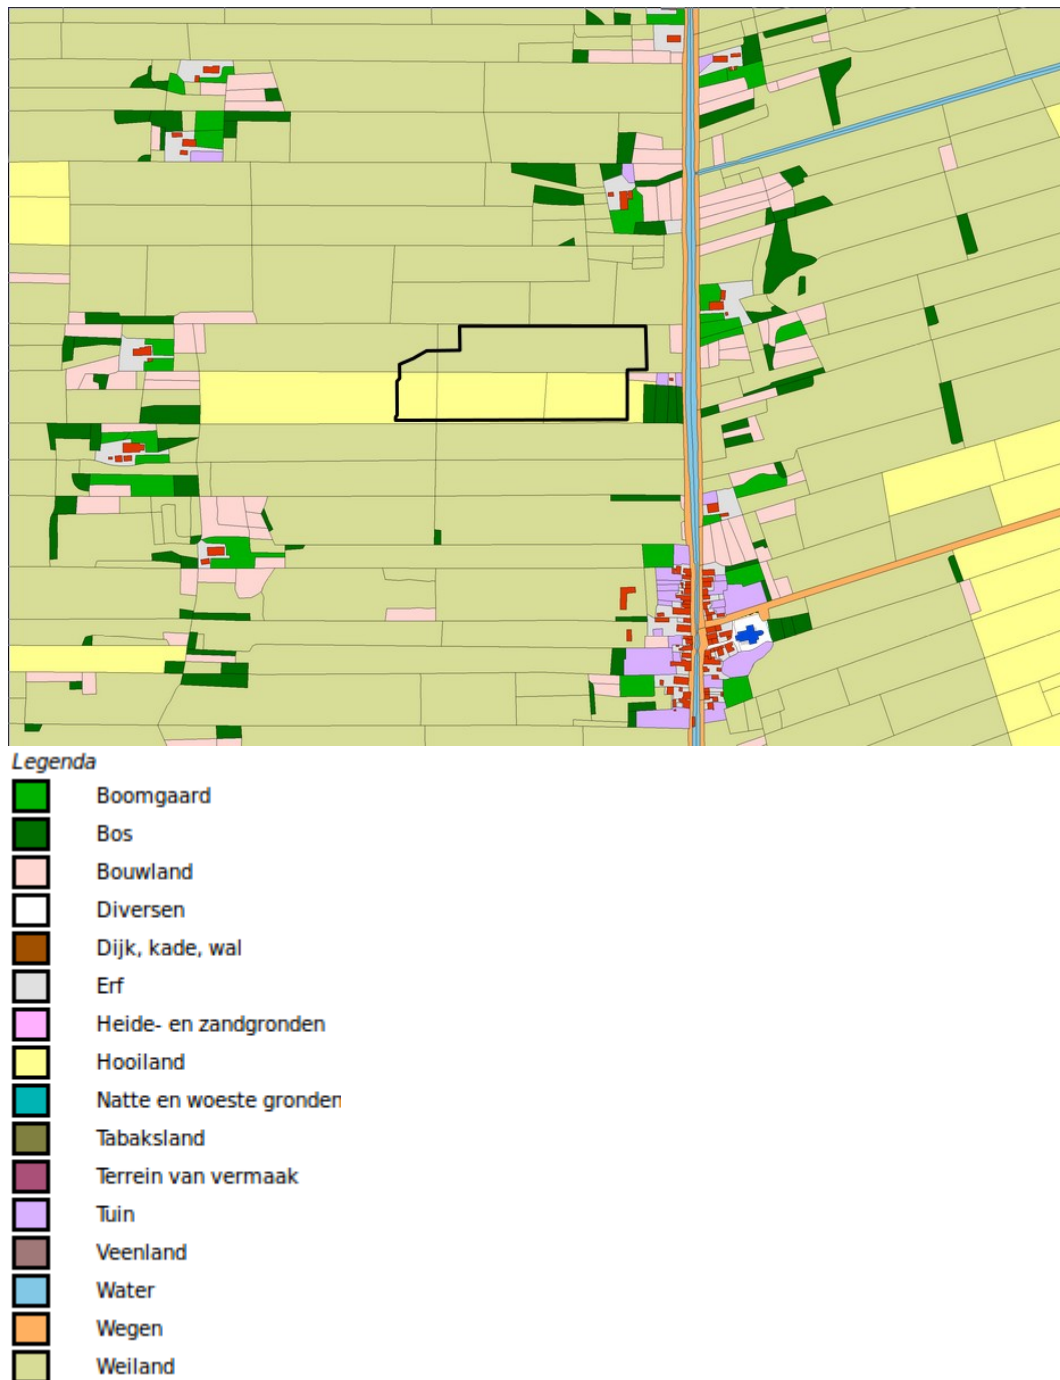 Legenda
Boomgaard
Bos
Bouwland
Diversen
Dijk, kade, wal
Erf
Heide- en zandgronden
Hooiland
Natte en woeste gronden
Tabaksland
Terrein van vermaak
Tuin
Veenland
Water
Wegen
Weiland